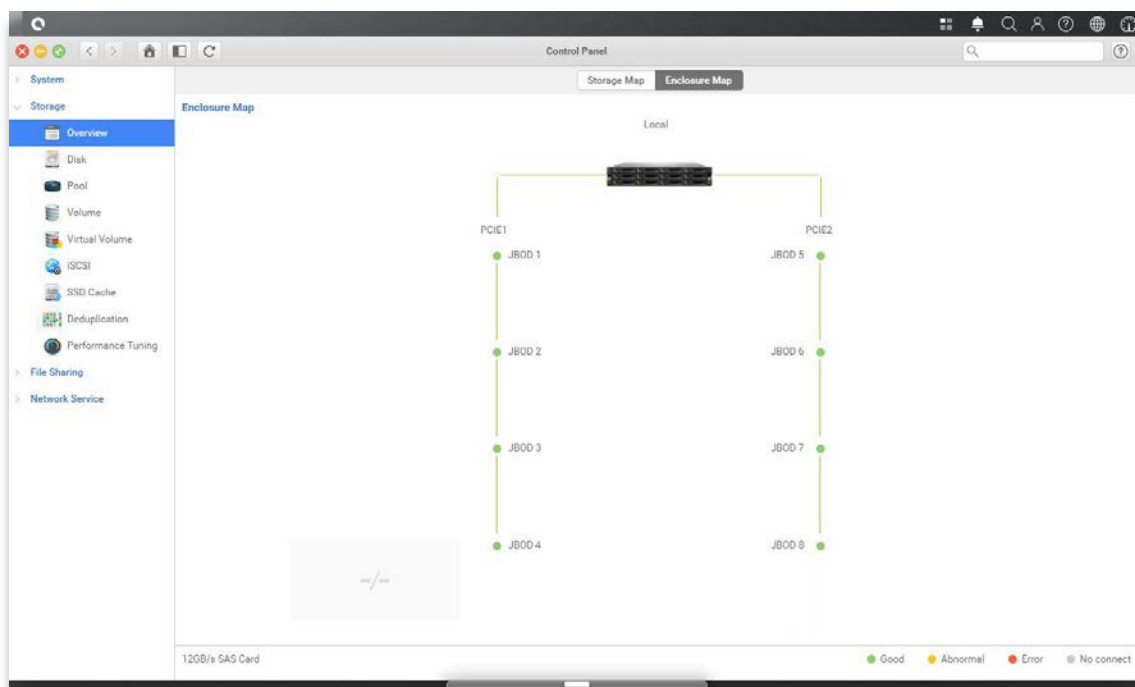 Control Panel
System
Storage
Overview
Disk
Pool
Volume
Virtual Volume
iSCSI
SSD Cache
Deduplication
Performance Tuning
File Sharing
Network Service
Storage Map Enclosure Map
Enclosure Map
Local
PCIE1 PCIE2
JBOD 1 JBOD 5
JBOD 2 JBOD 6
JBOD 3 JBOD 7
JBOD 4 JBOD 8
-/-
12GB/s SAS Card Good Abnormal Error No connect